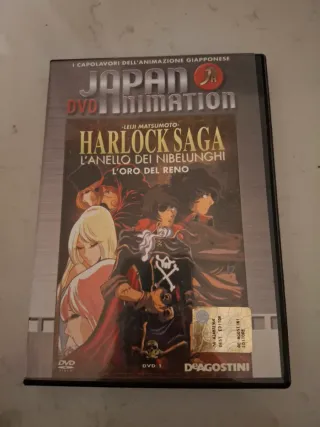 I CAPOLAVORI DELL'ANIMAZIONE GIAPPONESE
JAPAN
DVD ANIMATION
·LEIJI MATSUMOTO·
HARLOCK SAGA
L'ANELLO DEI NIBELUNGHI
L'ORO DEL RENO
DVD
DVD 1
DEAGOSTINI